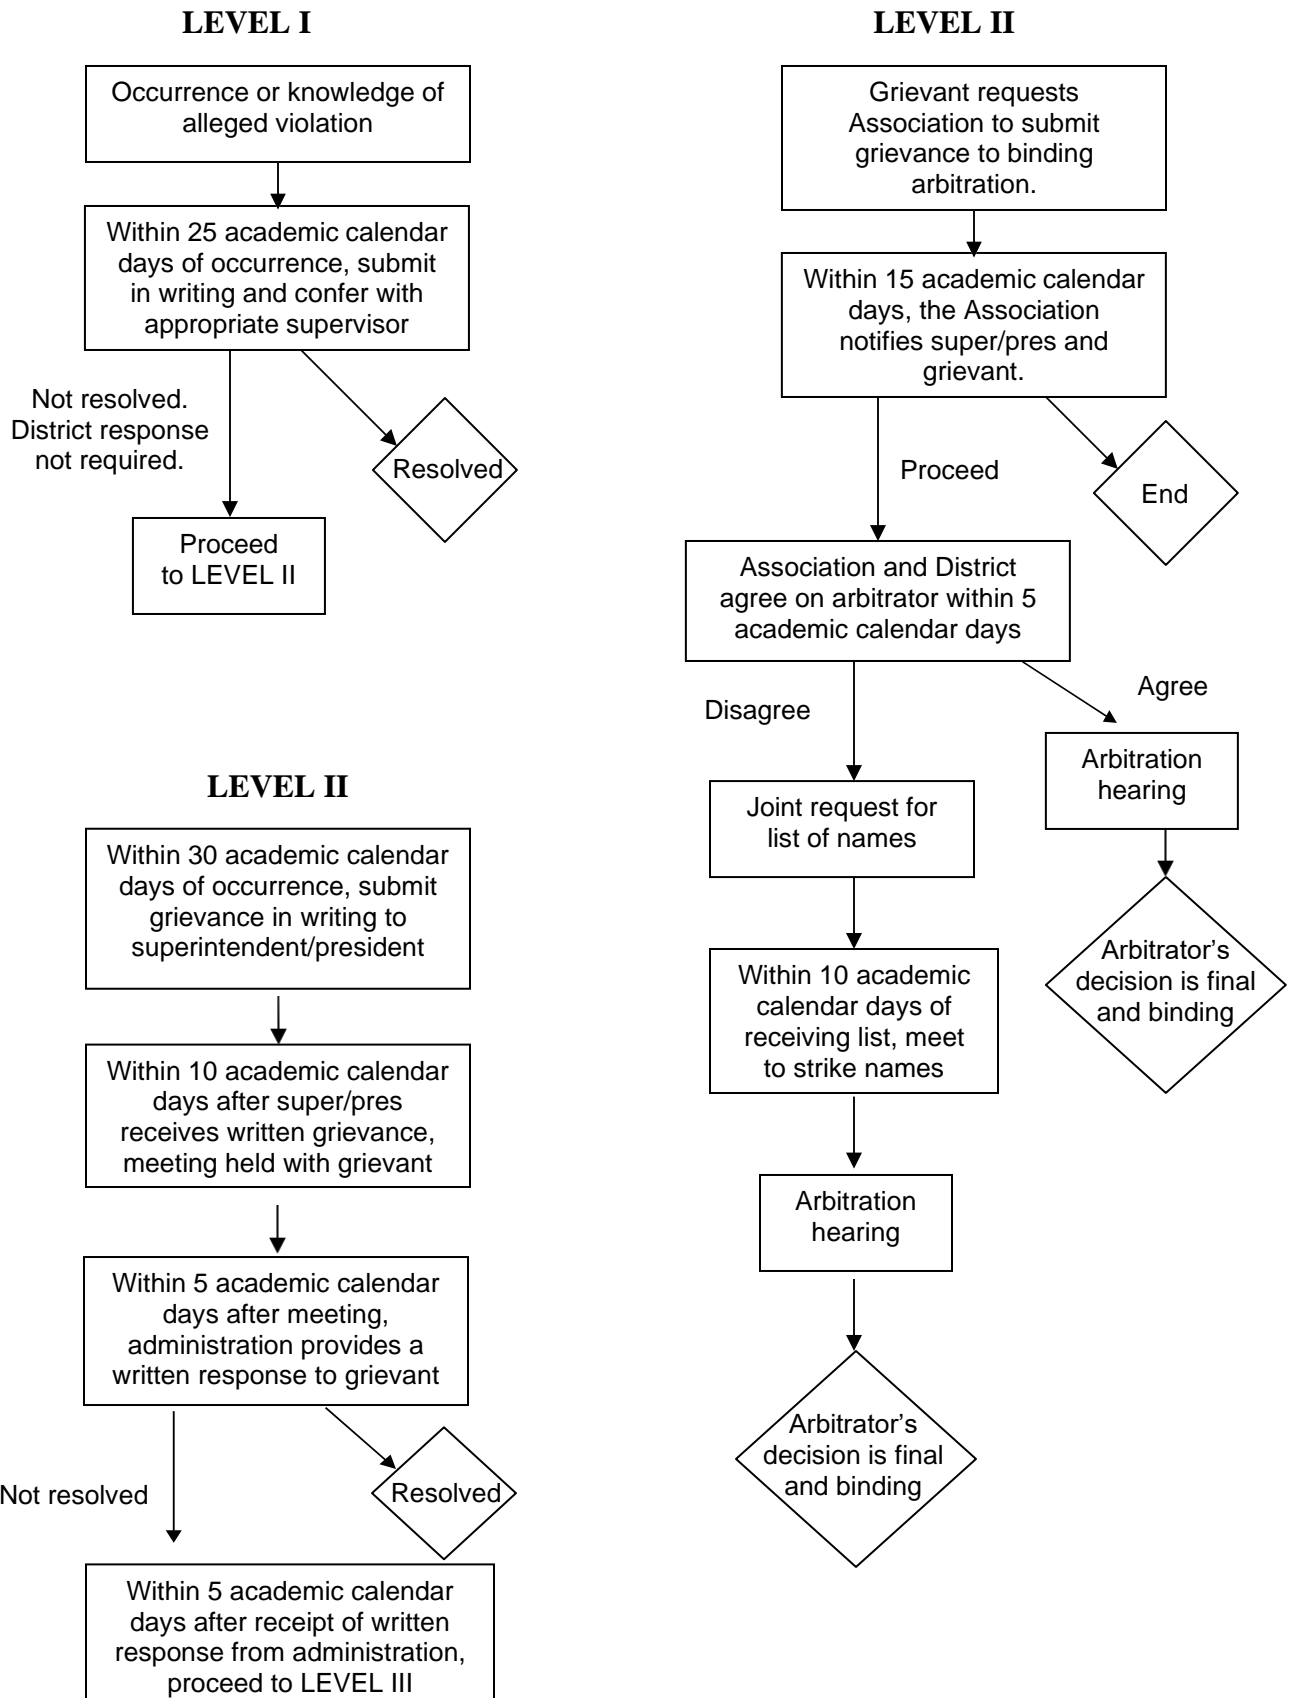 LEVEL I
Occurrence or knowledge of
alleged violation
Within 25 academic calendar
days of occurrence, submit
in writing and confer with
appropriate supervisor
Not resolved.
District response
not required.
Resolved
Proceed
to LEVEL II
LEVEL II
Within 30 academic calendar
days of occurrence, submit
grievance in writing to
superintendent/president
Within 10 academic calendar
days after super/pres
receives written grievance,
meeting held with grievant
Within 5 academic calendar
days after meeting,
administration provides a
written response to grievant
Not resolved
Resolved
Within 5 academic calendar
days after receipt of written
response from administration,
proceed to LEVEL III
LEVEL II
Grievant requests
Association to submit
grievance to binding
arbitration.
Within 15 academic calendar
days, the Association
notifies super/pres and
grievant.
Proceed
End
Association and District
agree on arbitrator within 5
academic calendar days
Disagree
Agree
Arbitration
hearing
Arbitrator’s
decision is final
and binding
Joint request for
list of names
Within 10 academic
calendar days of
receiving list, meet
to strike names
Arbitration
hearing
Arbitrator’s
decision is final
and binding